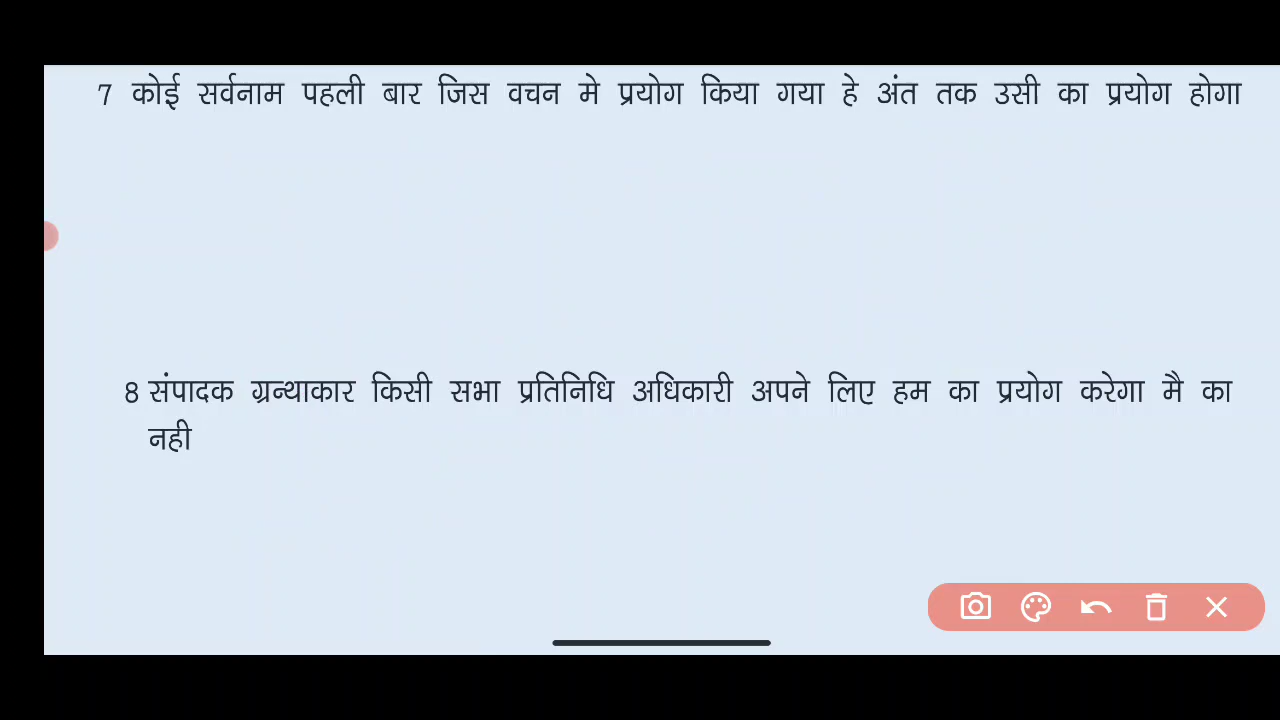 7 कोई सर्वनाम पहली बार जिस वचन मे प्रयोग किया गया हे अंत तक उसी का प्रयोग होगा
8 संपादक ग्रन्थाकार किसी सभा प्रतिनिधि अधिकारी अपने लिए हम का प्रयोग करेगा मै का
नही